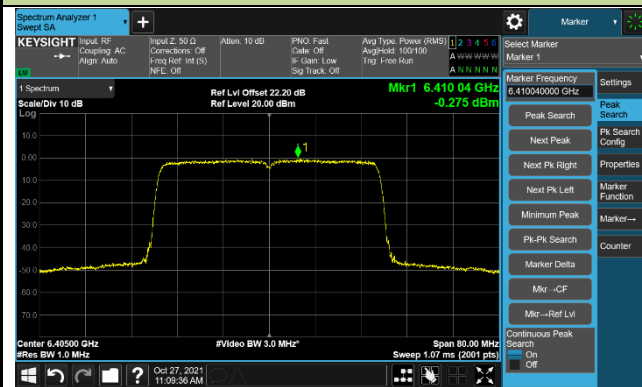 Spectrum Analyzer 1
Swept SA
Marker
KEYSIGHT
Input: RF
Coupling: AC
Align: Auto
Input Z: 50 Ω
Corrections: Off
Freq Ref: Int (S)
NFE: Off
Atten: 10 dB
PNO: Fast
Gate: Off
IF Gain: Low
Sig Track: Off
Avg Type: Power (RMS)
Avg|Hold: 100/100
Trig: Free Run
1 2 3 4 5 6
A W W W W W
A N N N N N
Select Marker
Marker 1
1 Spectrum
Scale/Div 10 dB
Log
Ref Lvl Offset 22.20 dB
Ref Level 20.00 dBm
Mkr1 6.410 04 GHz
-0.275 dBm
10.0
0.00
10.0
20.0
30.0
40.0
50.0
60.0
70.0
1
Center 6.40500 GHz
#Res BW 1.0 MHz
#Video BW 3.0 MHz*
Span 80.00 MHz
Sweep 1.07 ms (2001 pts)
Marker Frequency
6.410040000 GHz
Peak Search
Next Peak
Next Pk Right
Next Pk Left
Minimum Peak
Pk-Pk Search
Marker Delta
Mkr→CF
Mkr→Ref Lvl
Continuous Peak
Search
On
Off
Settings
Peak
Search
Pk Search
Config
Properties
Marker
Function
Marker→
Counter
Oct 27, 2021
11:09:36 AM